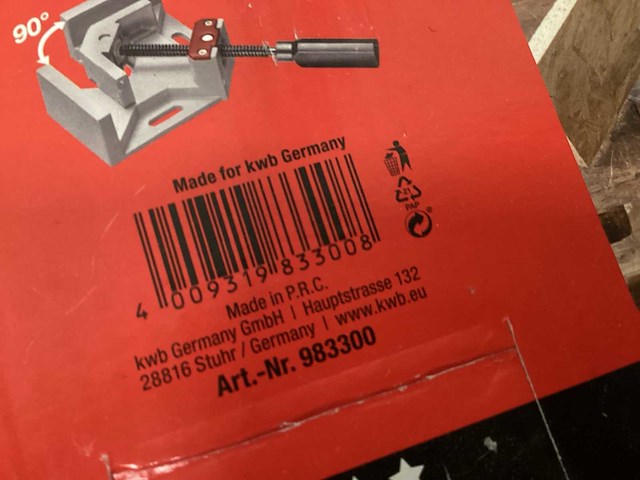 90°
Made for kwb Germany
4 009319 833008
21
PAP
Made in P.R.C.
kwb Germany GmbH | Hauptstrasse 132
28816 Stuhr / Germany | www.kwb.eu
Art.-Nr. 983300